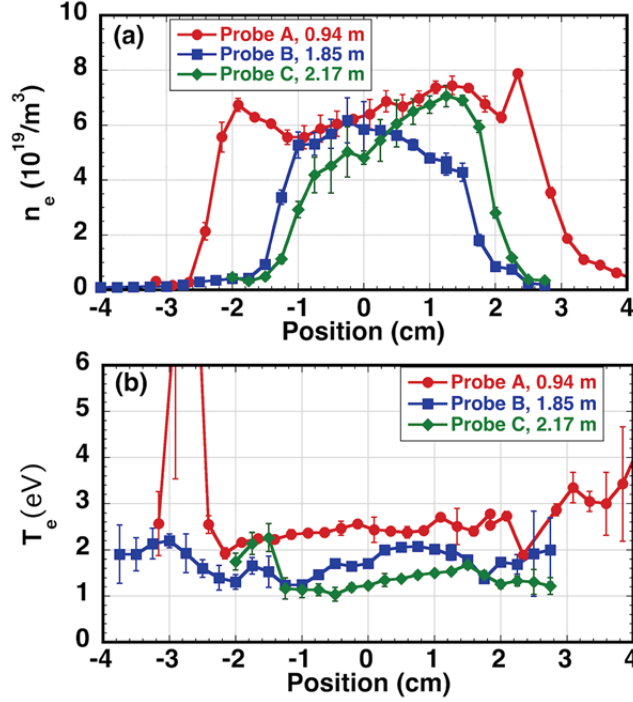 (a)
Probe A, 0.94 m
Probe B, 1.85 m
Probe C, 2.17 m
n_e (10^19/m^3)
10
8
6
4
2
0
-4 -3 -2 -1 0 1 2 3 4
Position (cm)
(b)
Probe A, 0.94 m
Probe B, 1.85 m
Probe C, 2.17 m
T_e (eV)
6
5
4
3
2
1
0
-4 -3 -2 -1 0 1 2 3 4
Position (cm)